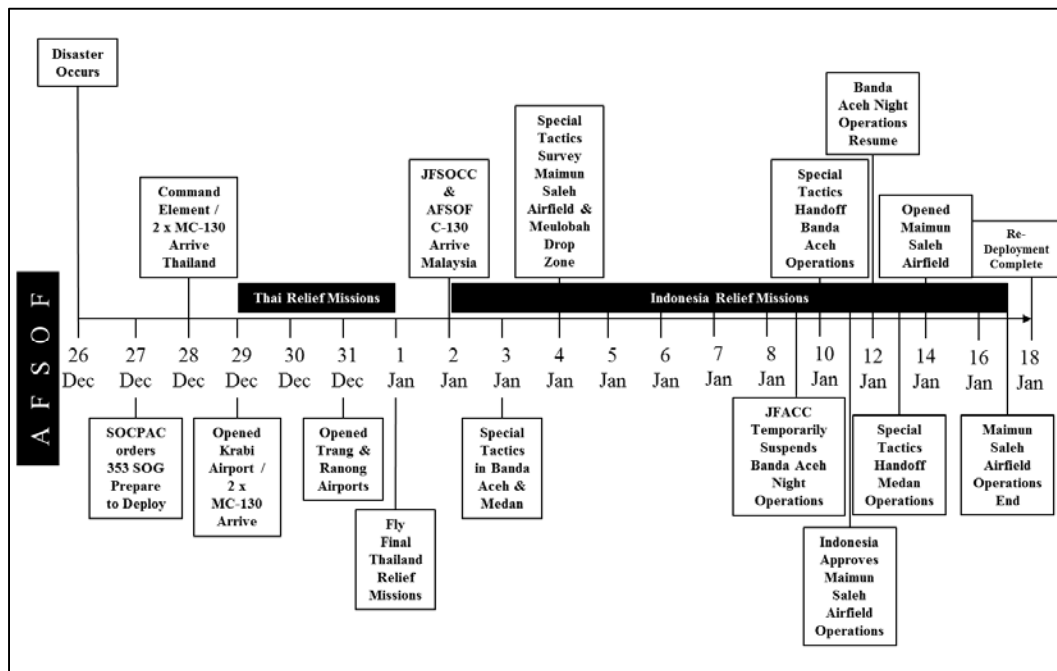 Disaster
Occurs
Command
Element /
2 x MC-130
Arrive
Thailand
JFSOCC
&
AFSOF
C-130
Arrive
Malaysia
Special
Tactics
Survey
Maimun
Saleh
Airfield &
Meulobah
Drop
Zone
Special
Tactics
Handoff
Banda
Aceh
Operations
Banda
Aceh Night
Operations
Resume
Opened
Maimun
Saleh
Airfield
Re-
Deployment
Complete
Thai Relief Missions
Indonesia Relief Missions
AFSOF
26 27 28 29 30 31 1 2 3 4 5 6 7 8 10 12 14 16 18
Dec Dec Dec Dec Dec Dec Jan Jan Jan Jan Jan Jan Jan Jan Jan Jan Jan Jan Jan
SOCPAC
orders
353 SOG
Prepare
to Deploy
Opened
Krabi
Airport /
2 x
MC-130
Arrive
Opened
Trang &
Ranong
Airports
Fly
Final
Thailand
Relief
Missions
Special
Tactics
in Banda
Aceh &
Medan
JFACC
Temporarily
Suspends
Banda Aceh
Night
Operations
Indonesia
Approves
Maimun
Saleh
Airfield
Operations
Special
Tactics
Handoff
Medan
Operations
Maimun
Saleh
Airfield
Operations
End